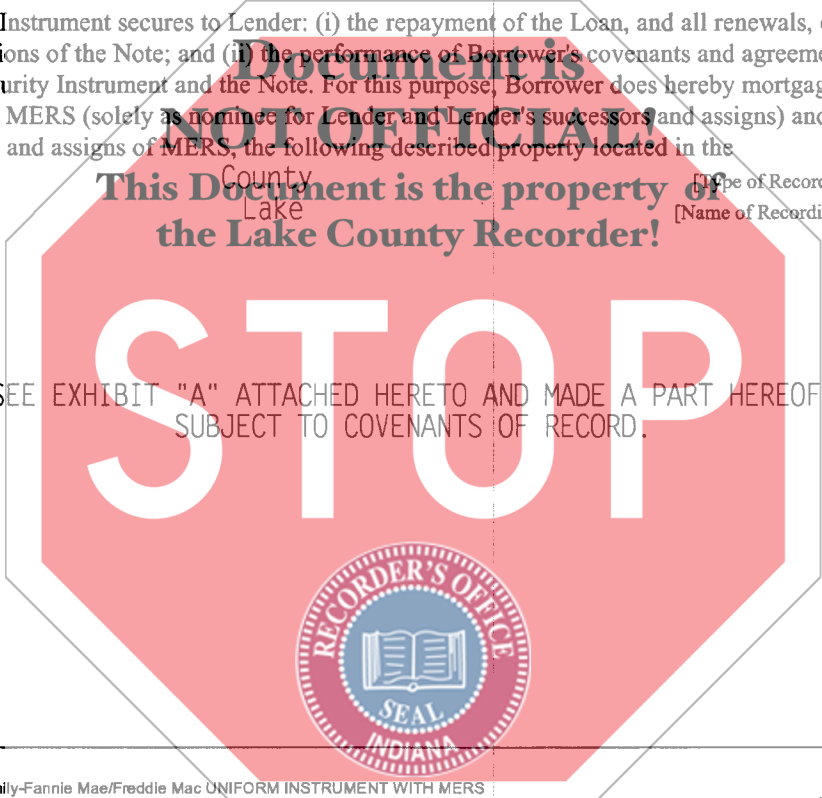 Instrument secures to Lender: (i) the repayment of the Loan, and all renewals,
ions of the Note; and (ii) the performance of Borrower's covenants and agreeme
Document is
urity Instrument and the Note. For this purpose, Borrower does hereby mortgag
MERS (solely as nominee for Lender and Lender's successors and assigns) and
NOT OFFICIAL!
and assigns of MERS, the following described property located in the
County [Type of Record
This Document is the property of
Lake [Name of Recordi
the Lake County Recorder!
STOP
SEE EXHIBIT "A" ATTACHED HERETO AND MADE A PART HEREOF
SUBJECT TO COVENANTS OF RECORD.
RECORDER'S OFFICE
SEAL
INDIANA
ily-Fannie Mae/Freddie Mac UNIFORM INSTRUMENT WITH MERS